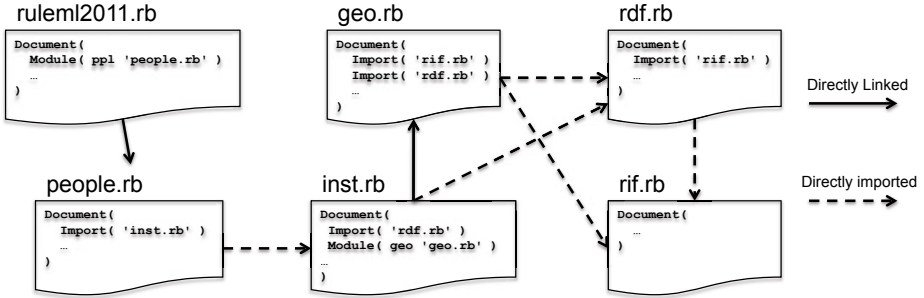 ruleml2011.rb
Document(
Module( ppl 'people.rb' )
…
)
geo.rb
Document(
Import( 'rif.rb' )
Import( 'rdf.rb' )
…
)
rdf.rb
Document(
Import( 'rif.rb' )
…
)
Directly Linked
people.rb
Document(
Import( 'inst.rb' )
…
)
inst.rb
Document(
Import( 'rdf.rb' )
Module( geo 'geo.rb' )
…
)
rif.rb
Document(
…
)
Directly imported